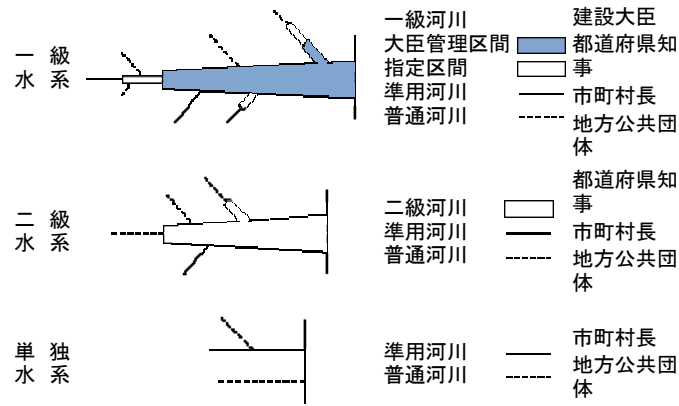 一 級
水 系
一級河川
大臣管理区間
指定区間
準用河川
普通河川
建設大臣
都道府県知
事
市町村長
地方公共団
体
二 級
水 系
二級河川
準用河川
普通河川
都道府県知
事
市町村長
地方公共団
体
単 独
水 系
準用河川
普通河川
市町村長
地方公共団
体